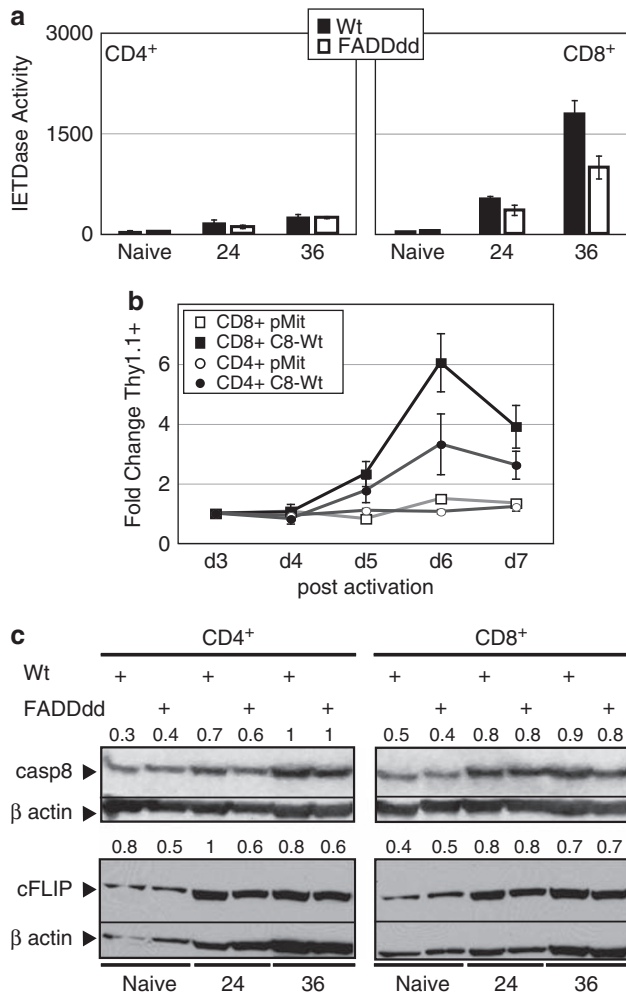 a
Wt
FADDdd
3000
1500
0
IETDase Activity
CD4+
CD8+
Naive 24 36
Naive 24 36
b
CD8+ pMit
CD8+ C8-Wt
CD4+ pMit
CD4+ C8-Wt
Fold Change Thy1.1+
6
4
2
0
d3 d4 d5 d6 d7
post activation
c
CD4+ CD8+
Wt + + + + + +
FADDdd + + + + + +
0.3 0.4 0.7 0.6 1 1 0.5 0.4 0.8 0.8 0.9 0.8
casp8
β actin
0.8 0.5 1 0.6 0.8 0.6 0.4 0.5 0.8 0.8 0.7 0.7
cFLIP
β actin
Naive 24 36 Naive 24 36